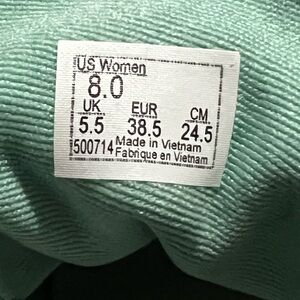 US Women
8.0
UK EUR CM
5.5 38.5 24.5
500714 Made in Vietnam
Fabrique en Vietnam